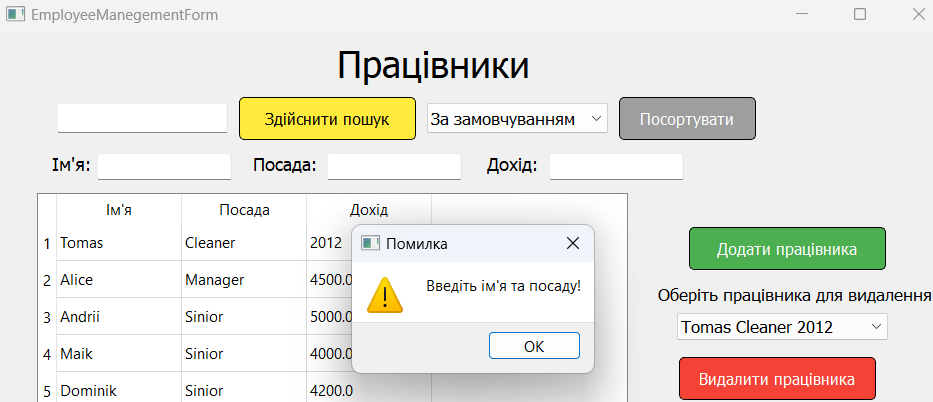 EmployeeManegementForm
Працівники
Здійснити пошук
За замовчуванням
Посортувати
Ім'я:
Посада:
Дохід:
Ім'я Посада Дохід
1 Tomas Cleaner 2012
2 Alice Manager 4500.0
3 Andrii Sinior 5000.0
4 Maik Sinior 4000.0
5 Dominik Sinior 4200.0
Помилка
Введіть ім'я та посаду!
OK
Додати працівника
Оберіть працівника для видалення
Tomas Cleaner 2012
Видалити працівника